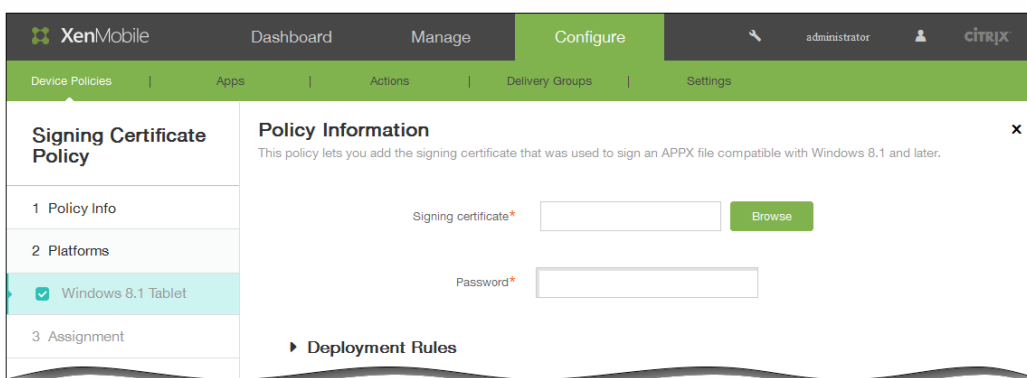 XenMobile Dashboard Manage Configure administrator CİTRIX
Device Policies | Apps | Actions | Delivery Groups | Settings
Signing Certificate Policy
1 Policy Info
2 Platforms
Windows 8.1 Tablet
3 Assignment
Policy Information
This policy lets you add the signing certificate that was used to sign an APPX file compatible with Windows 8.1 and later.
Signing certificate* Browse
Password*
Deployment Rules